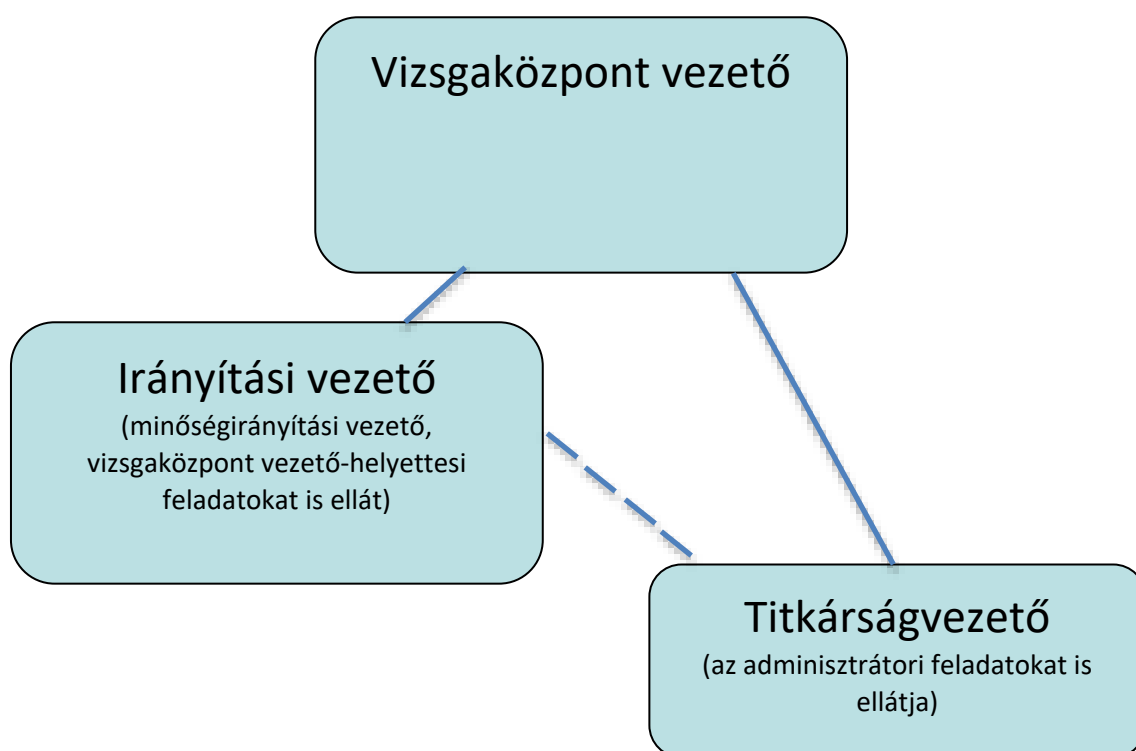 Vizsgaközpont vezető
Irányítási vezető
(minőségirányítási vezető,
vizsgaközpont vezető-helyettesi
feladatokat is ellát)
Titkárságvezető
(az adminisztrátori feladatokat is
ellátja)